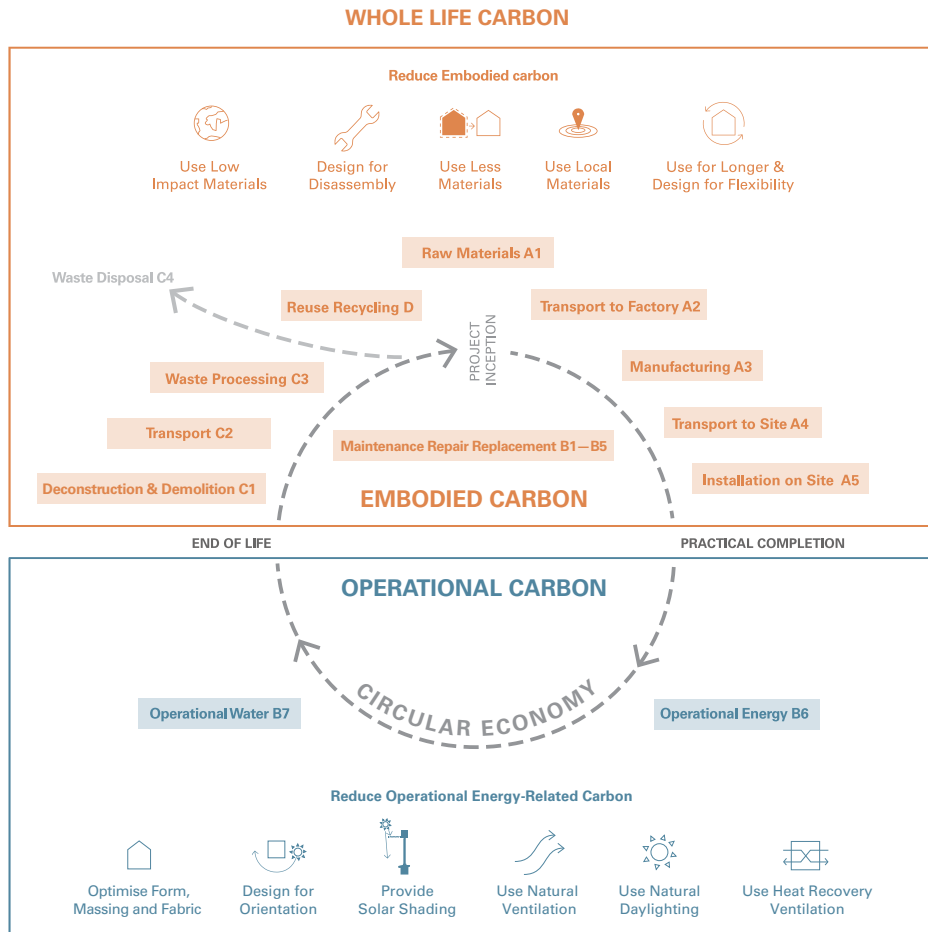 WHOLE LIFE CARBON
Reduce Embodied carbon
Use Low
Impact Materials
Design for
Disassembly
Use Less
Materials
Use Local
Materials
Use for Longer &
Design for Flexibility
Raw Materials A1
Waste Disposal C4
Reuse Recycling D
Transport to Factory A2
PROJECT
INCEPTION
Waste Processing C3
Manufacturing A3
Transport C2
Transport to Site A4
Maintenance Repair Replacement B1—B5
Deconstruction & Demolition C1
Installation on Site A5
EMBODIED CARBON
END OF LIFE
PRACTICAL COMPLETION
OPERATIONAL CARBON
CIRCULAR ECONOMY
Operational Water B7
Operational Energy B6
Reduce Operational Energy-Related Carbon
Optimise Form,
Massing and Fabric
Design for
Orientation
Provide
Solar Shading
Use Natural
Ventilation
Use Natural
Daylighting
Use Heat Recovery
Ventilation